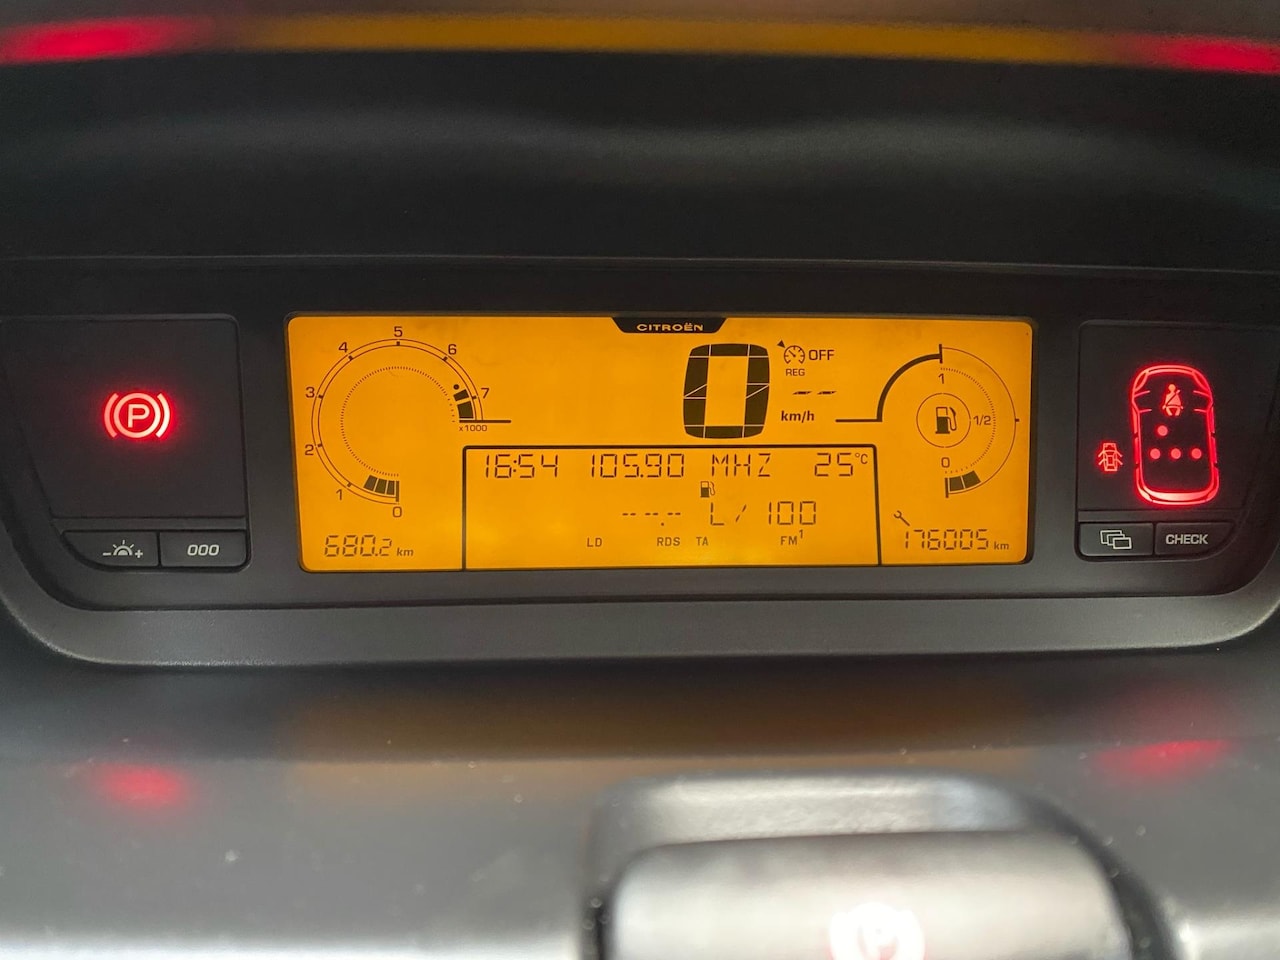 CITROËN
5
4
6
3
7
x1000
2
1
0
0
OFF
REG
--
km/h
1
1/2
0
P
16:54 105.90 MHZ 25°C
--.-- L/100
LD RDS TA FM1
680.2 km
176005 km
- +
000
CHECK
P